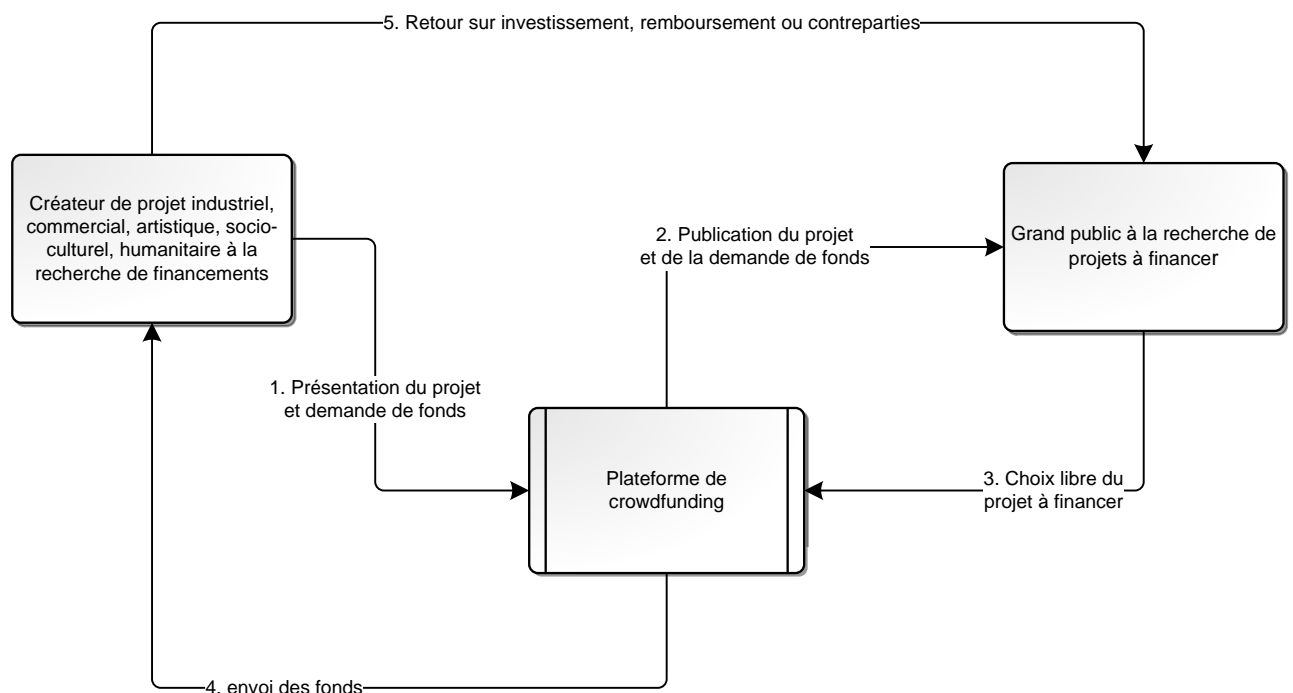 5. Retour sur investissement, remboursement ou contreparties
Créateur de projet industriel,
commercial, artistique, socio-
culturel, humanitaire à la
recherche de financements
2. Publication du projet
et de la demande de fonds
Grand public à la recherche de
projets à financer
1. Présentation du projet
et demande de fonds
Plateforme de
crowdfunding
3. Choix libre du
projet à financer
4. envoi des fonds